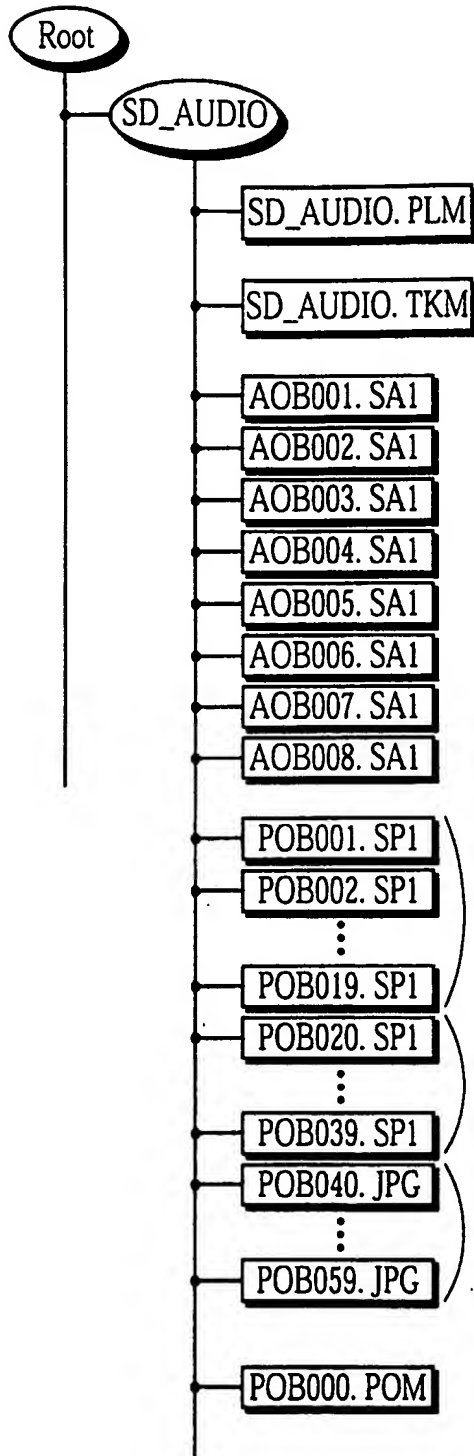 Root
SD_AUDIO
SD_AUDIO. PLM
SD_AUDIO. TKM
AOB001. SA1
AOB002. SA1
AOB003. SA1
AOB004. SA1
AOB005. SA1
AOB006. SA1
AOB007. SA1
AOB008. SA1
POB001. SP1
POB002. SP1
POB019. SP1
POB020. SP1
POB039. SP1
POB040. JPG
POB059. JPG
POB000. POM